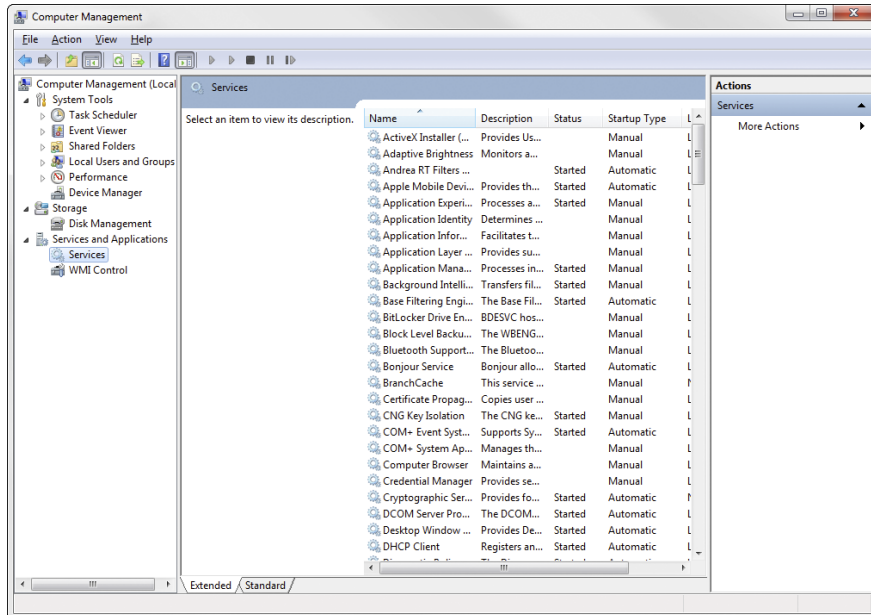 Computer Management
File Action View Help
Computer Management (Local
System Tools
Task Scheduler
Event Viewer
Shared Folders
Local Users and Groups
Performance
Device Manager
Storage
Disk Management
Services and Applications
Services
WMI Control
Services
Select an item to view its description.
Name Description Status Startup Type L
ActiveX Installer (... Provides Us... Manual L
Adaptive Brightness Monitors a... Manual L
Andrea RT Filters ... Started Automatic L
Apple Mobile Devi... Provides th... Started Automatic L
Application Experi... Processes a... Started Manual L
Application Identity Determines ... Manual L
Application Infor... Facilitates t... Manual L
Application Layer ... Provides su... Manual L
Application Mana... Processes in... Started Manual L
Background Intelli... Transfers fil... Started Manual L
Base Filtering Engi... The Base Fil... Started Automatic L
BitLocker Drive En... BDESVC hos... Manual L
Block Level Backu... The WBENG... Manual L
Bluetooth Support... The Bluetoo... Manual L
Bonjour Service Bonjour allo... Started Automatic L
BranchCache This service ... Manual N
Certificate Propag... Copies user ... Manual L
CNG Key Isolation The CNG ke... Started Manual L
COM+ Event Syst... Supports Sy... Started Automatic L
COM+ System Ap... Manages th... Manual L
Computer Browser Maintains a... Manual L
Credential Manager Provides se... Manual L
Cryptographic Ser... Provides fo... Started Automatic N
DCOM Server Pro... The DCOM... Started Automatic L
Desktop Window ... Provides De... Started Automatic L
DHCP Client Registers an... Started Automatic L
Extended Standard
Actions
Services
More Actions